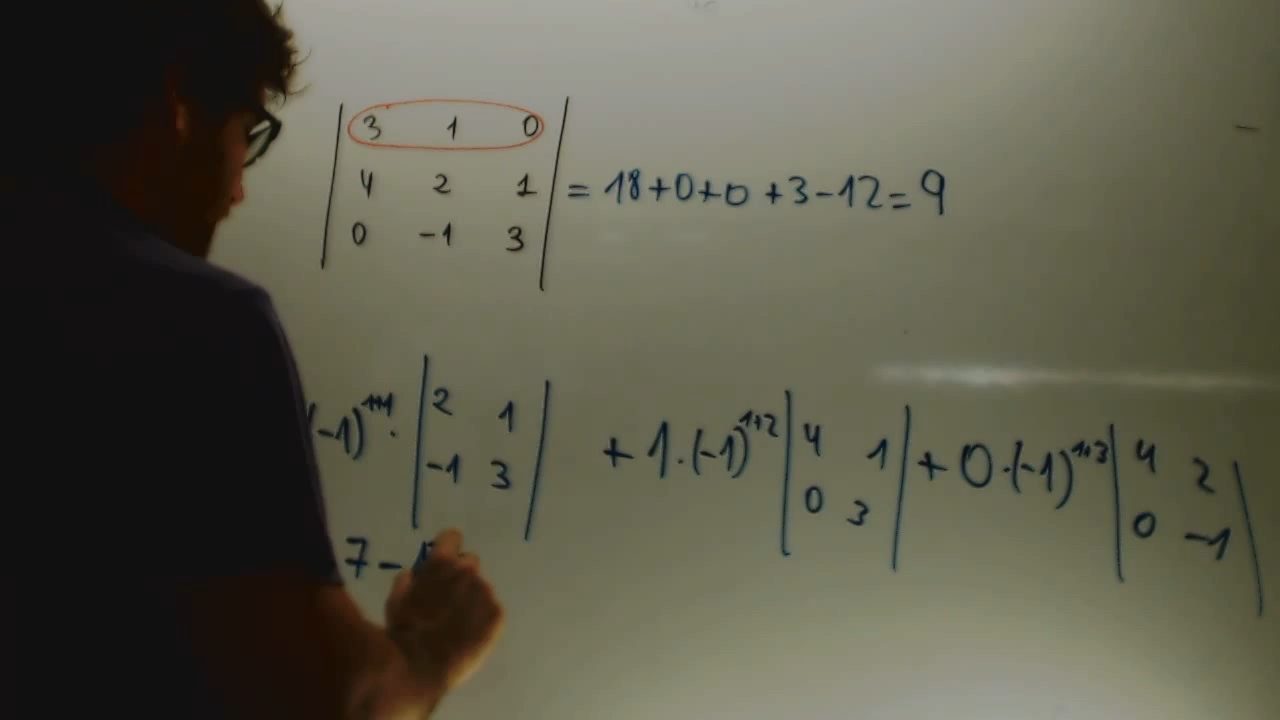 | 3 1 0 |
| 4 2 1 | = 18+0+0+3-12=9
| 0 -1 3 |
(-1)^{1+1} · | 2 1 | + 1·(-1)^{1+2} | 4 1 | + 0·(-1)^{1+3} | 4 2 |
| -1 3 | | 0 3 | | 0 -1 |
7 -